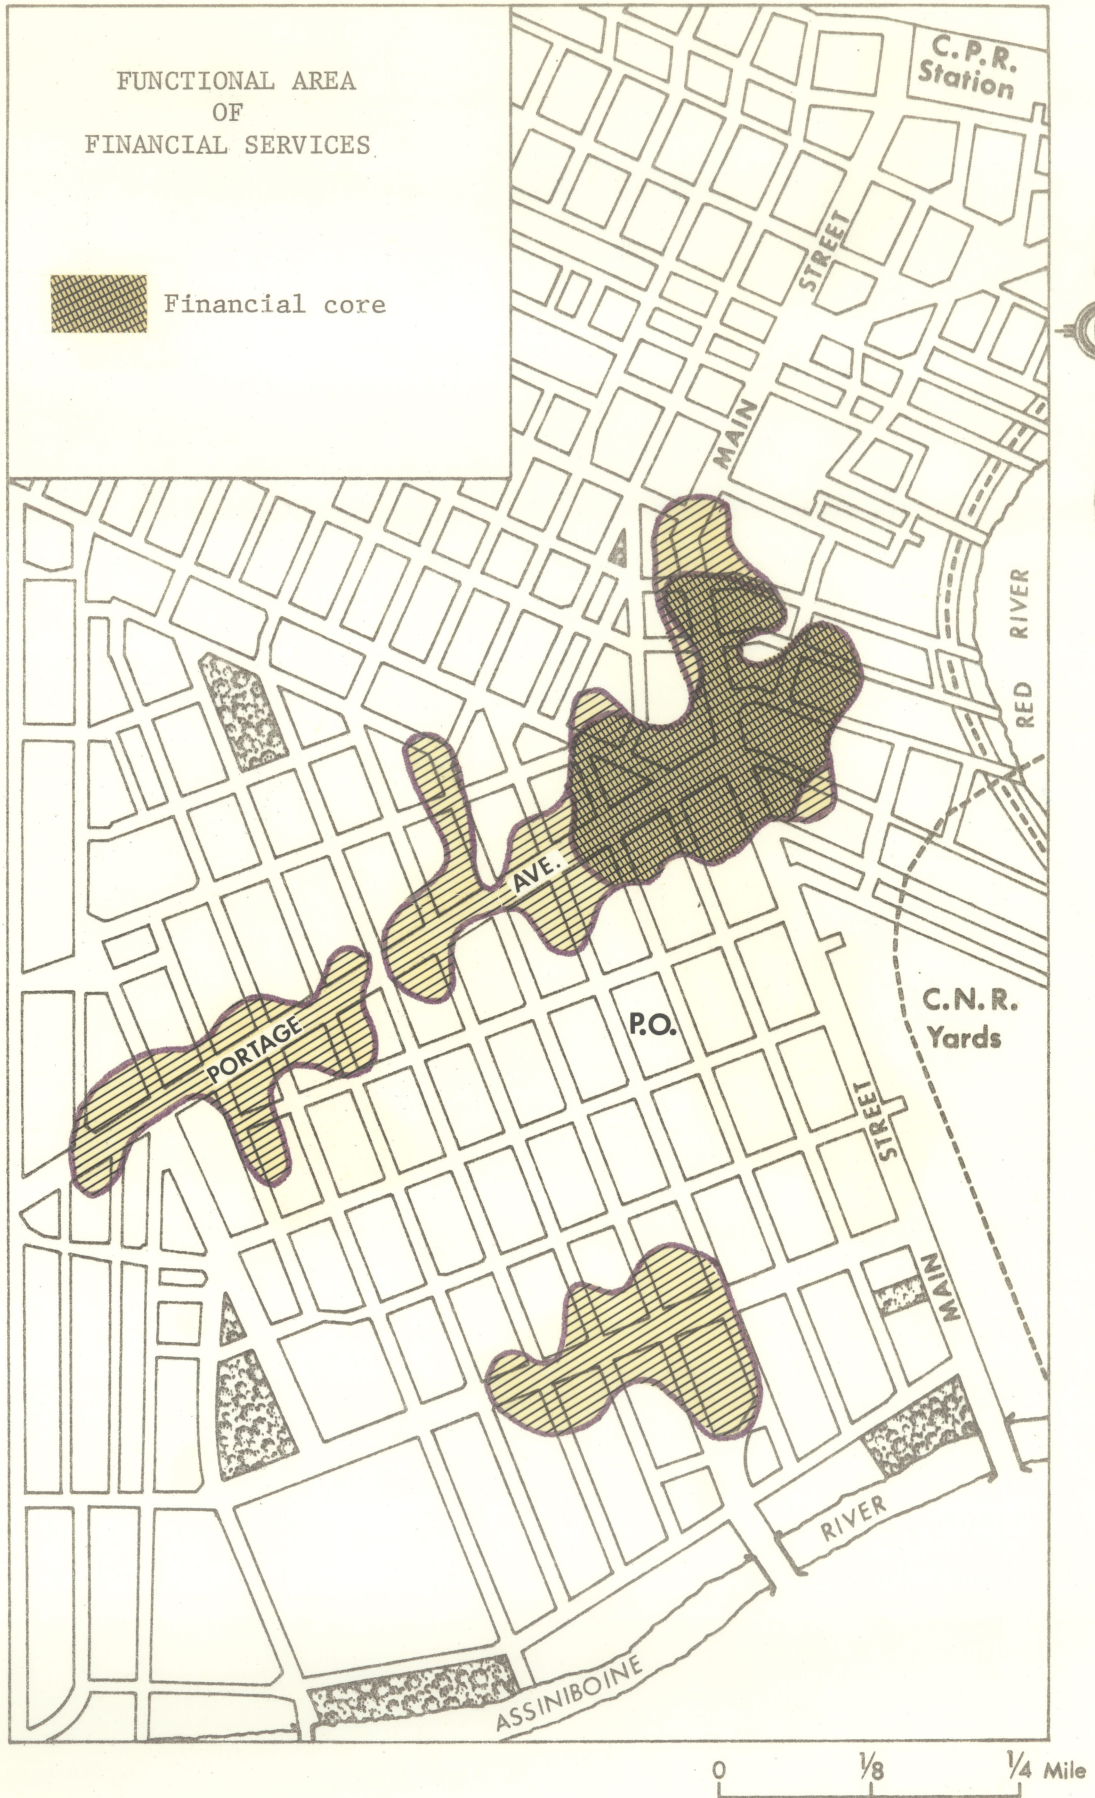 FUNCTIONAL AREA
OF
FINANCIAL SERVICES
Financial core
C.P.R.
Station
STREET
MAIN
RED RIVER
AVE.
PORTAGE
P.O.
C.N.R.
Yards
STREET
MAIN
RIVER
ASSINIBOINE
0 1/8 1/4 Mile